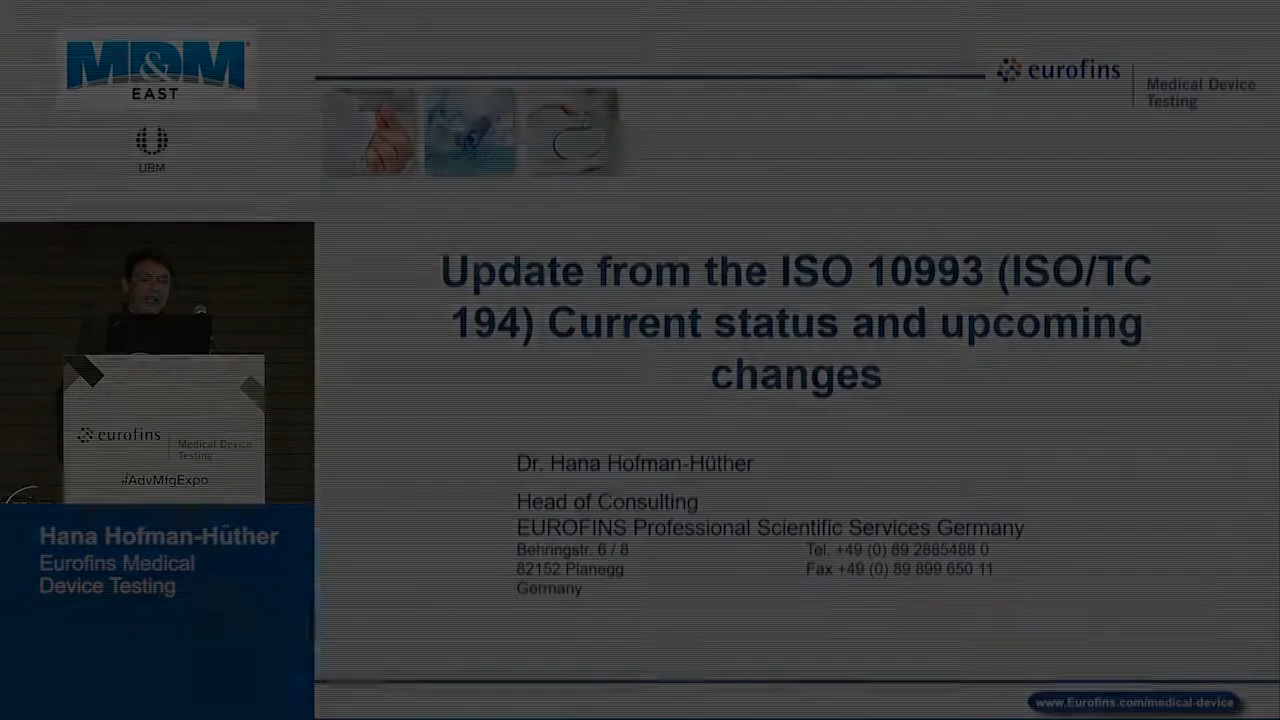 MD&M
EAST
UBM
eurofins
Medical Device
Testing
Update from the ISO 10993 (ISO/TC
194) Current status and upcoming
changes
Dr. Hana Hofman-Hüther
Head of Consulting
EUROFINS Professional Scientific Services Germany
Behringstr. 6 / 8
Tel. +49 (0) 89 2885488 0
82152 Planegg
Fax +49 (0) 89 899 650 11
Germany
eurofins
Medical Device
Testing
#AdvMfgExpo
Hana Hofman-Hüther
Eurofins Medical
Device Testing
www.Eurofins.com/medical-device